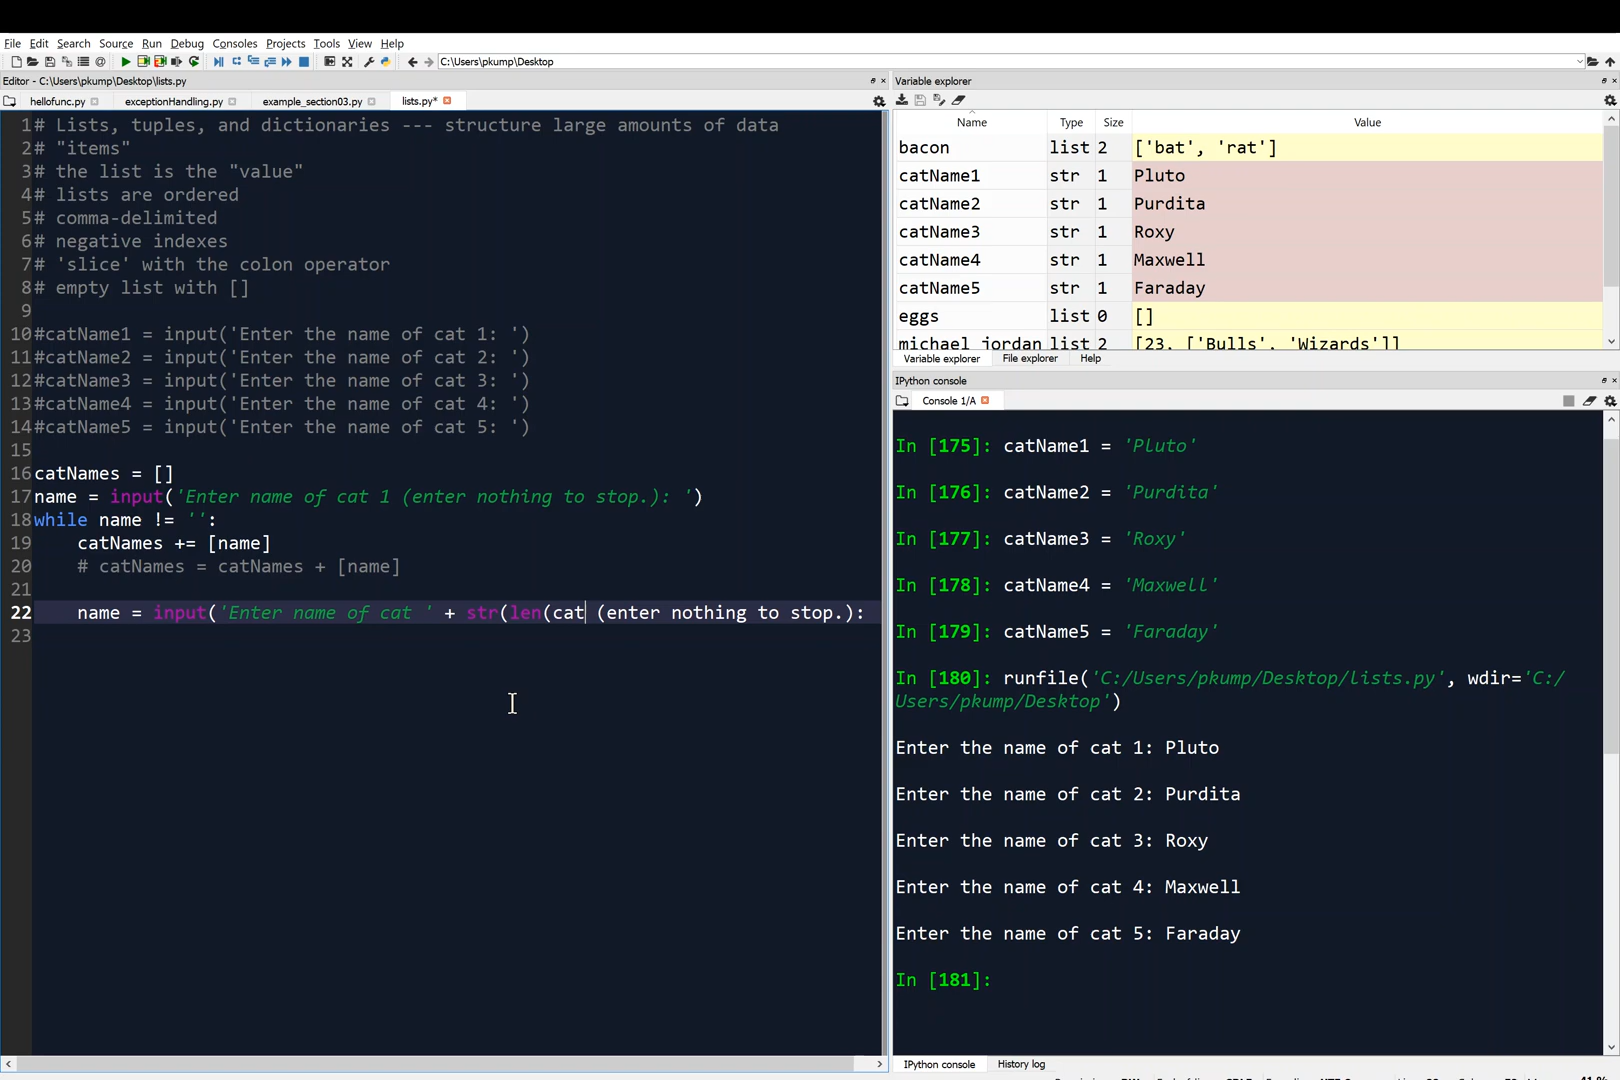 File Edit Search Source Run Debug Consoles Projects Tools View Help
C:\Users\pkump\Desktop
Editor - C:\Users\pkump\Desktop\lists.py
hellofunc.py exceptionHandling.py example_section03.py lists.py*
1# Lists, tuples, and dictionaries --- structure large amounts of data
2# "items"
3# the list is the "value"
4# lists are ordered
5# comma-delimited
6# negative indexes
7# 'slice' with the colon operator
8# empty list with []
9
10#catName1 = input('Enter the name of cat 1: ')
11#catName2 = input('Enter the name of cat 2: ')
12#catName3 = input('Enter the name of cat 3: ')
13#catName4 = input('Enter the name of cat 4: ')
14#catName5 = input('Enter the name of cat 5: ')
15
16catNames = []
17name = input('Enter name of cat 1 (enter nothing to stop.): ')
18while name != '':
19    catNames += [name]
20    # catNames = catNames + [name]
21
22    name = input('Enter name of cat ' + str(len(cat (enter nothing to stop.):
23
Variable explorer
Name Type Size Value
bacon list 2 ['bat', 'rat']
catName1 str 1 Pluto
catName2 str 1 Purdita
catName3 str 1 Roxy
catName4 str 1 Maxwell
catName5 str 1 Faraday
eggs list 0 []
michael_jordan list 2 [23, ['Bulls', 'Wizards']]
Variable explorer File explorer Help
IPython console
Console 1/A
In [175]: catName1 = 'Pluto'
In [176]: catName2 = 'Purdita'
In [177]: catName3 = 'Roxy'
In [178]: catName4 = 'Maxwell'
In [179]: catName5 = 'Faraday'
In [180]: runfile('C:/Users/pkump/Desktop/lists.py', wdir='C:/
Users/pkump/Desktop')
Enter the name of cat 1: Pluto
Enter the name of cat 2: Purdita
Enter the name of cat 3: Roxy
Enter the name of cat 4: Maxwell
Enter the name of cat 5: Faraday
In [181]:
IPython console History log